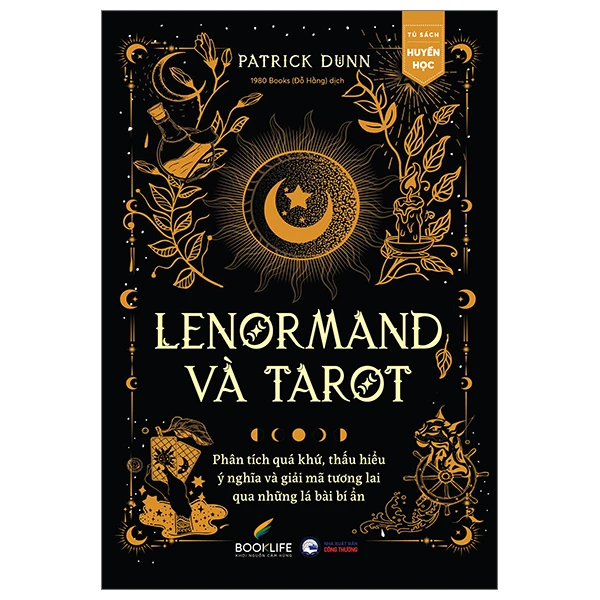 PATRICK DUNN
1980 Books (Đỗ Hồng) dịch
TỦ SÁCH
HUYỀN
HỌC
LENORMAND
VÀ TAROT
Phân tích quá khứ, thấu hiểu
ý nghĩa và giải mã tương lai
qua những lá bài bí ẩn
BOOKLIFE
KHƠI NGUỒN CẢM HỨNG
NHÀ XUẤT BẢN
CÔNG THƯƠNG